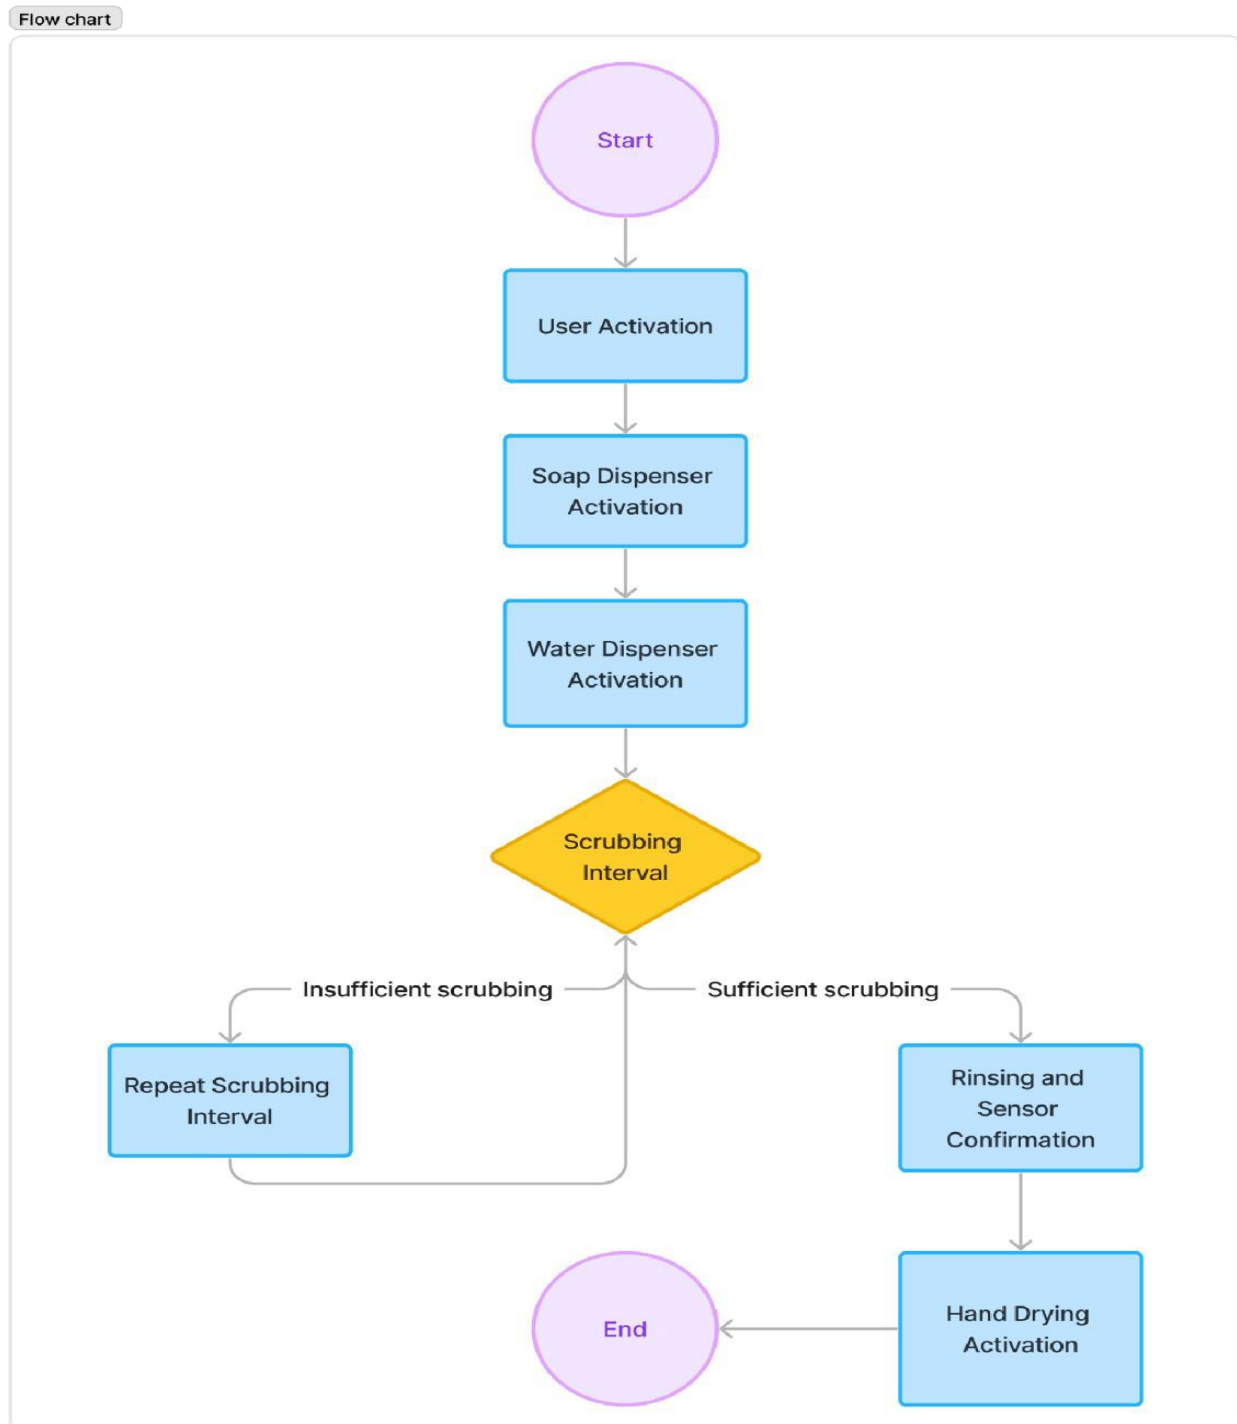 Flow chart
Start
User Activation
Soap Dispenser
Activation
Water Dispenser
Activation
Scrubbing
Interval
Insufficient scrubbing
Sufficient scrubbing
Repeat Scrubbing
Interval
Rinsing and
Sensor
Confirmation
Hand Drying
Activation
End